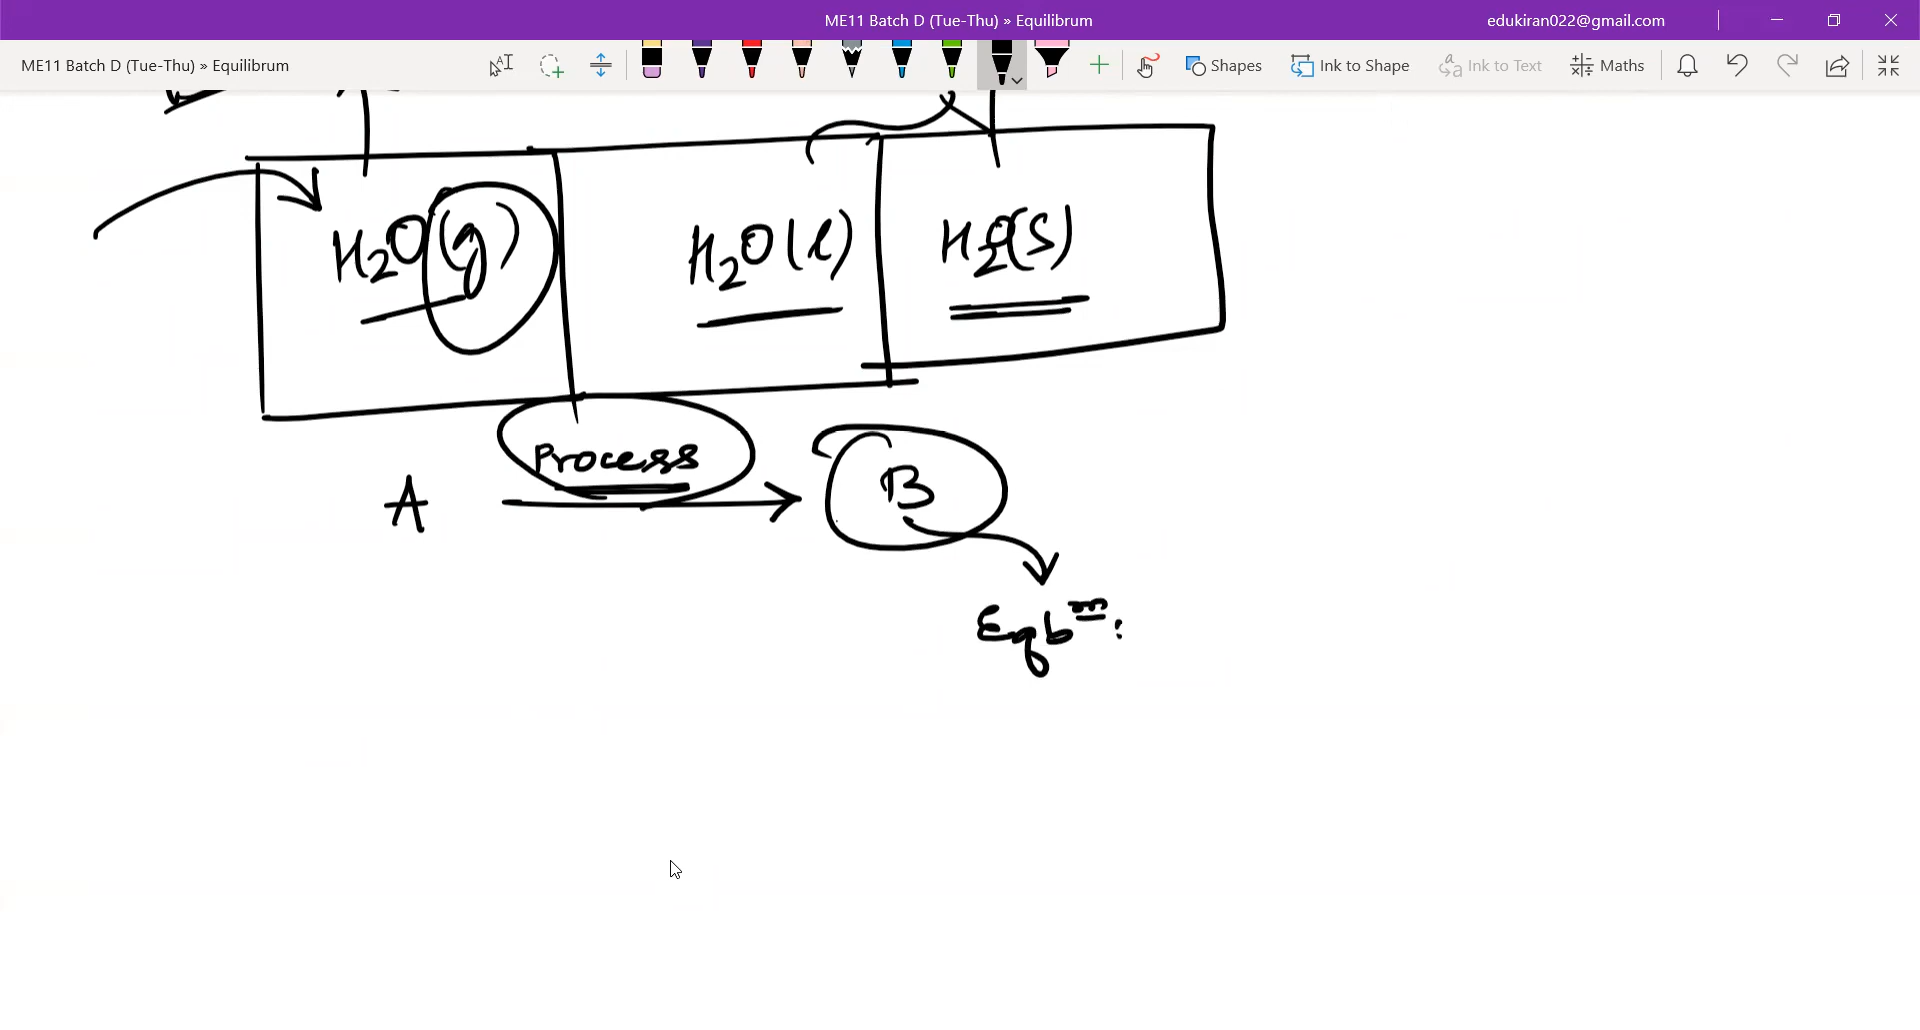 ME11 Batch D (Tue-Thu) » Equilibrum
edukiran022@gmail.com
ME11 Batch D (Tue-Thu) » Equilibrum
Shapes
Ink to Shape
Ink to Text
Maths
H₂O(g)
H₂O(l)
H₂O(s)
Process
A
B
Eqbᵐ: